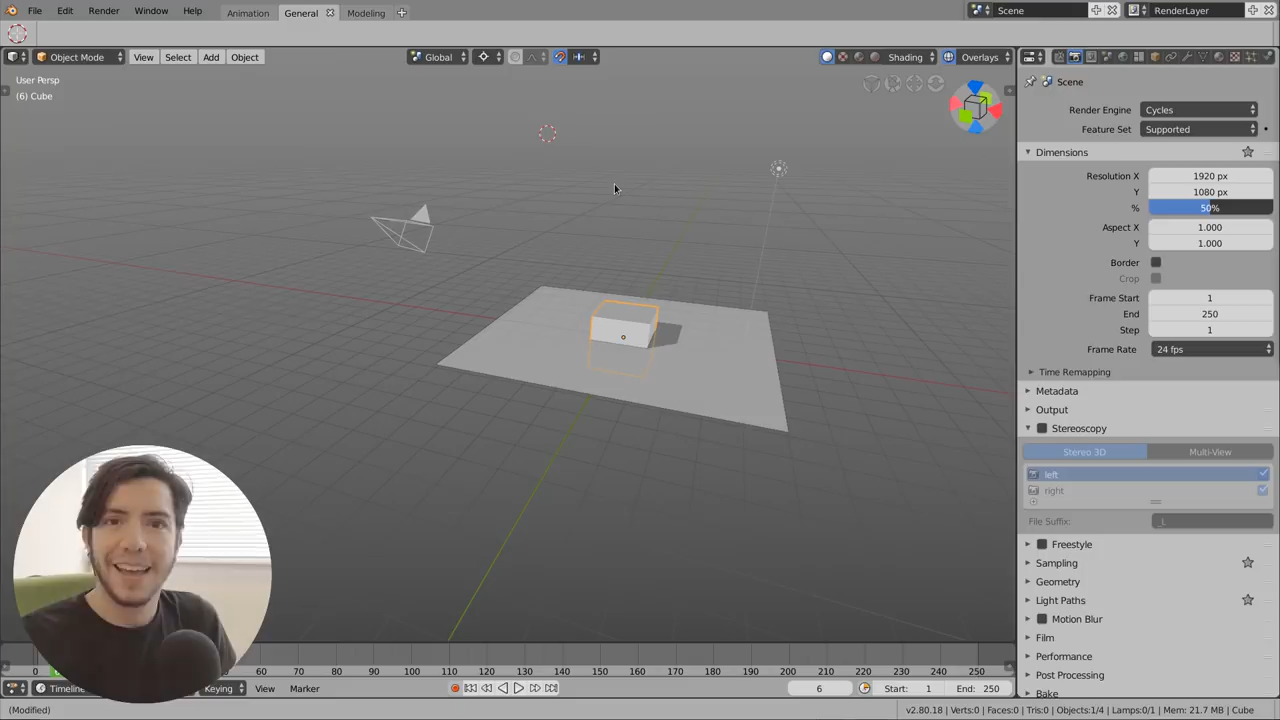 File Edit Render Window Help Animation General Modeling Scene RenderLayer
Object Mode View Select Add Object Global Shading Overlays
User Persp
(6) Cube
Scene
Render Engine Cycles
Feature Set Supported
Dimensions
Resolution X 1920 px
Y 1080 px
% 50%
Aspect X 1.000
Y 1.000
Border
Crop
Frame Start 1
End 250
Step 1
Frame Rate 24 fps
Time Remapping
Metadata
Output
Stereoscopy
Stereo 3D Multi-View
left
right
File Suffix: _L
Freestyle
Sampling
Geometry
Light Paths
Motion Blur
Film
Performance
Post Processing
Bake
0 60 70 80 90 100 110 120 130 140 150 160 170 180 190 200 210 220 230 240 250
Timeline Keying View Marker 6 Start: 1 End: 250
(Modified) v2.80.18 | Verts:0 | Faces:0 | Tris:0 | Objects:1/4 | Lamps:0/1 | Mem: 21.7 MB | Cube